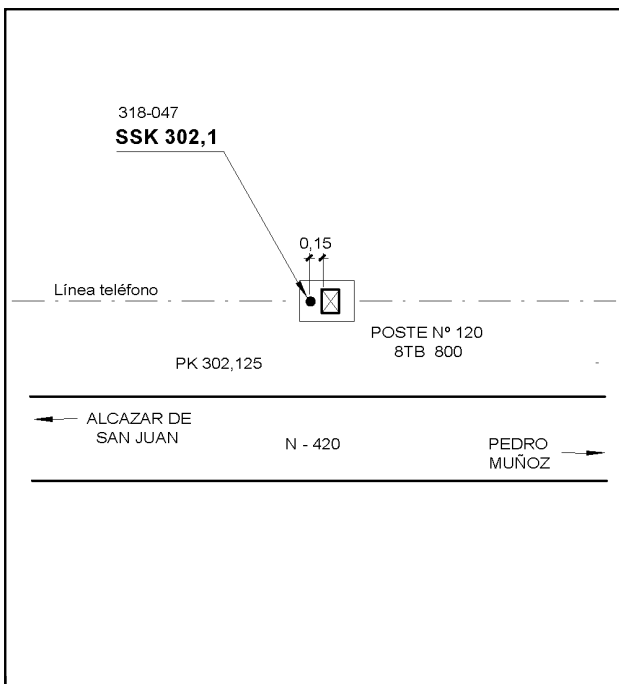 318-047
SSK 302,1
0,15
Línea teléfono
POSTE Nº 120
8TB 800
PK 302,125
ALCAZAR DE
SAN JUAN
N - 420
PEDRO
MUÑOZ